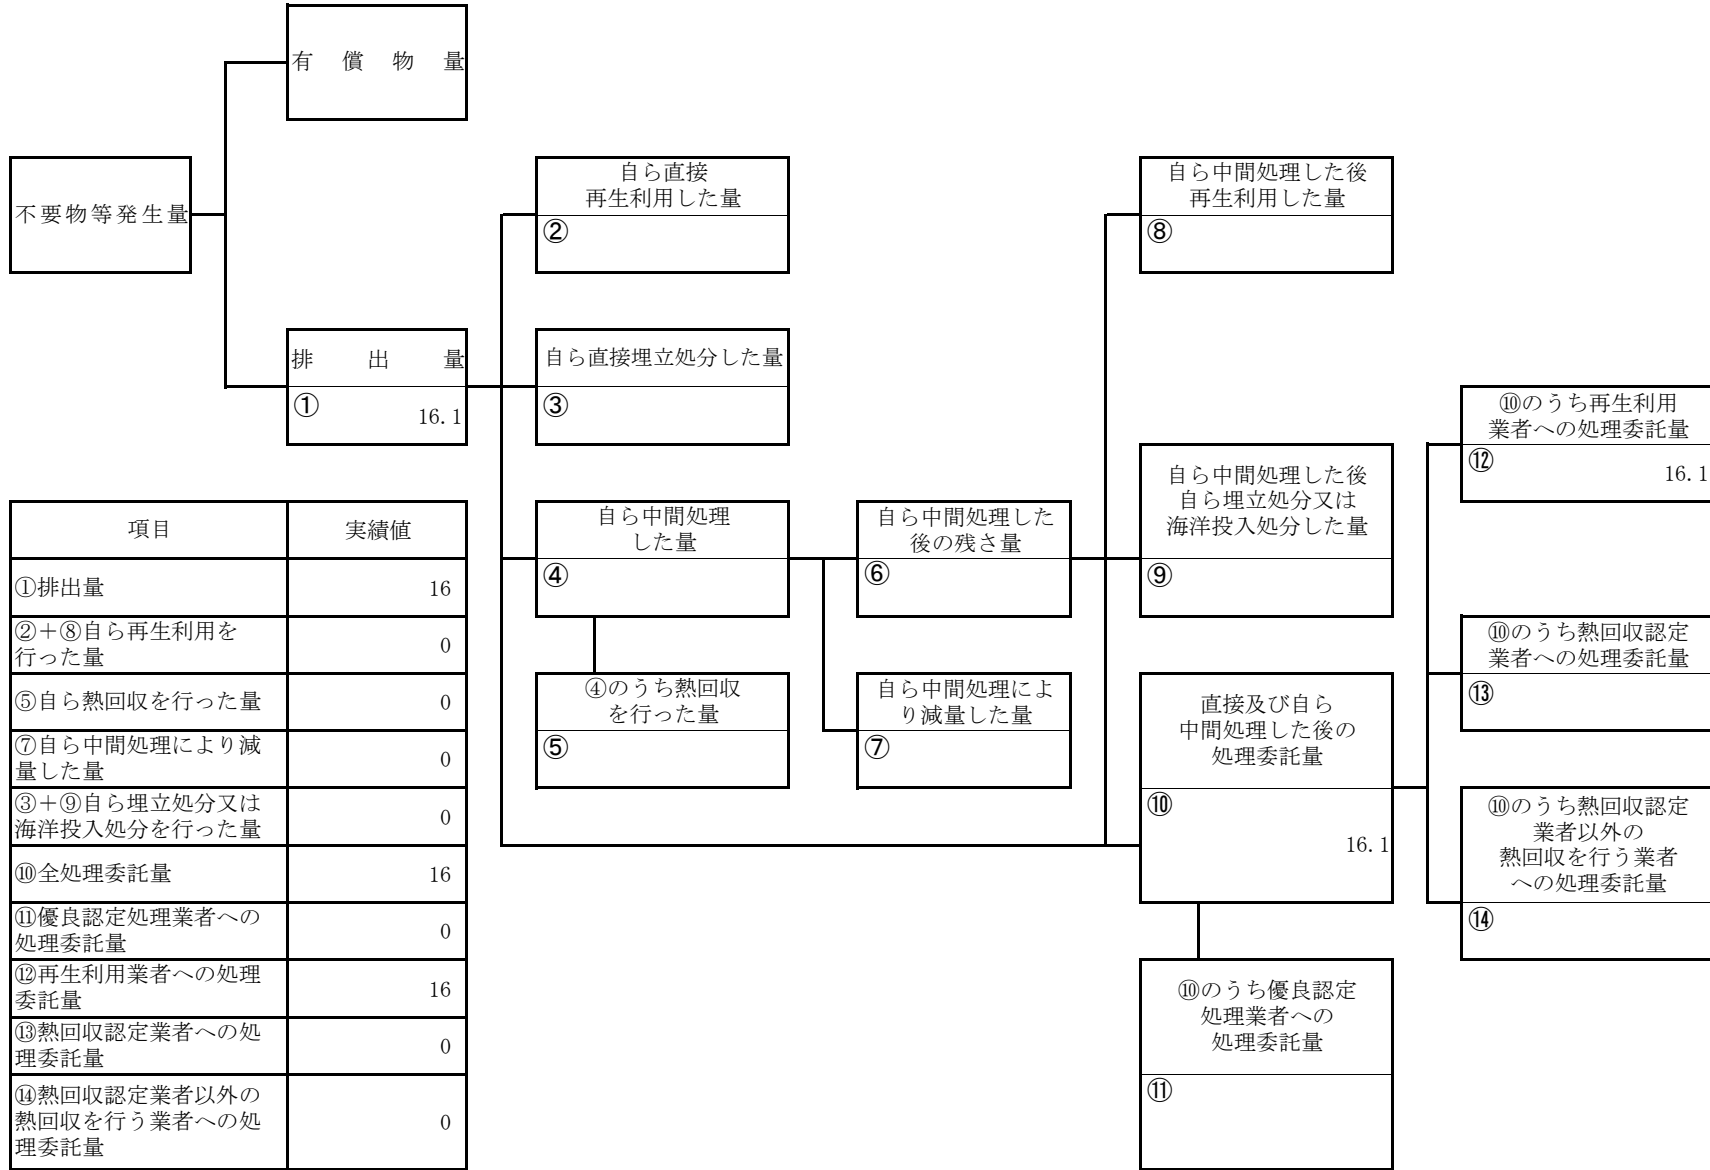 有償物量
不要物等発生量
排出量
①
16.1
自ら直接
再生利用した量
②
自ら直接埋立処分した量
③
自ら中間処理
した量
④
④のうち熱回収
を行った量
⑤
自ら中間処理した
後の残さ量
⑥
自ら中間処理によ
り減量した量
⑦
自ら中間処理した後
再生利用した量
⑧
自ら中間処理した後
自ら埋立処分又は
海洋投入処分した量
⑨
直接及び自ら
中間処理した後の
処理委託量
⑩
16.1
⑩のうち優良認定
処理業者への
処理委託量
⑪
⑩のうち再生利用
業者への処理委託量
⑫
16.1
⑩のうち熱回収認定
業者への処理委託量
⑬
⑩のうち熱回収認定
業者以外の
熱回収を行う業者
への処理委託量
⑭
項目 実績値
①排出量 16
②＋⑧自ら再生利用を
行った量 0
⑤自ら熱回収を行った量 0
⑦自ら中間処理により減
量した量 0
③＋⑨自ら埋立処分又は
海洋投入処分を行った量 0
⑩全処理委託量 16
⑪優良認定処理業者への
処理委託量 0
⑫再生利用業者への処理
委託量 16
⑬熱回収認定業者への処
理委託量 0
⑭熱回収認定業者以外の
熱回収を行う業者への処
理委託量 0